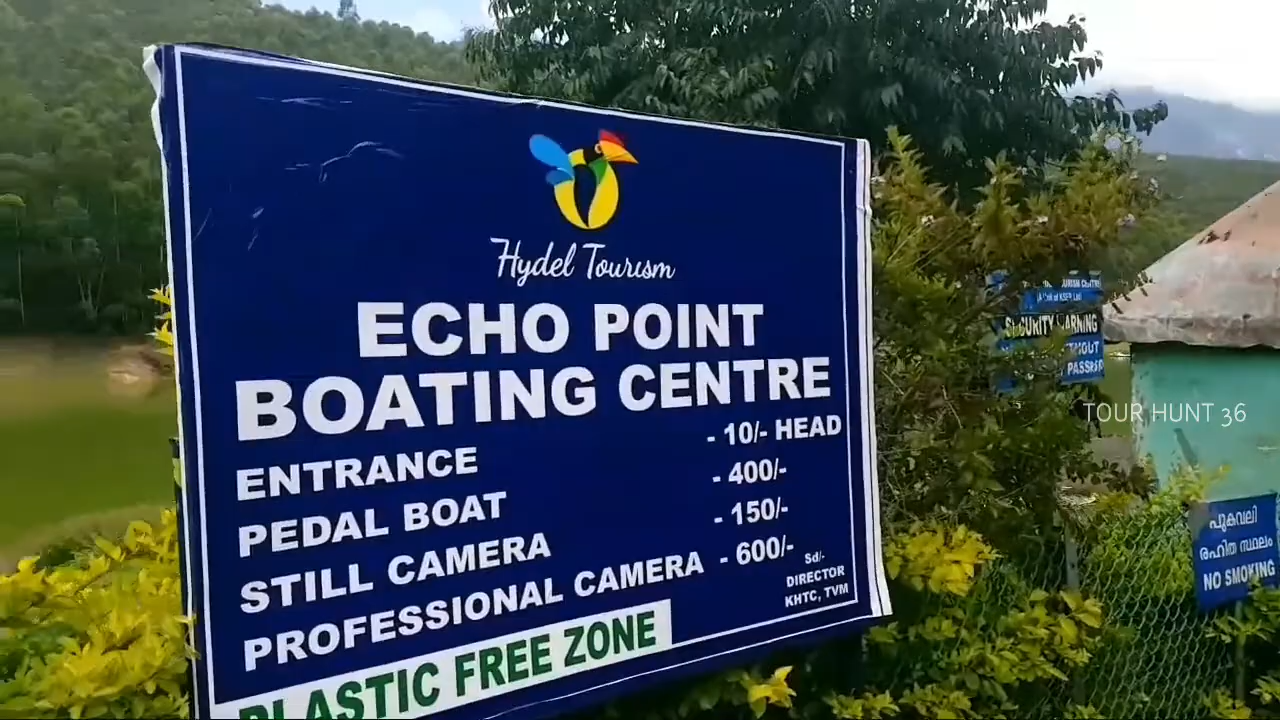 Hydel Tourism
ECHO POINT
BOATING CENTRE
ENTRANCE - 10/- HEAD
PEDAL BOAT - 400/-
STILL CAMERA - 150/-
PROFESSIONAL CAMERA - 600/-
Sd/-
DIRECTOR
KHTC, TVM
PLASTIC FREE ZONE
SECURITY WARNING
TOUR HUNT 36
പുകവലി
രഹിത സ്ഥലം
NO SMOKING